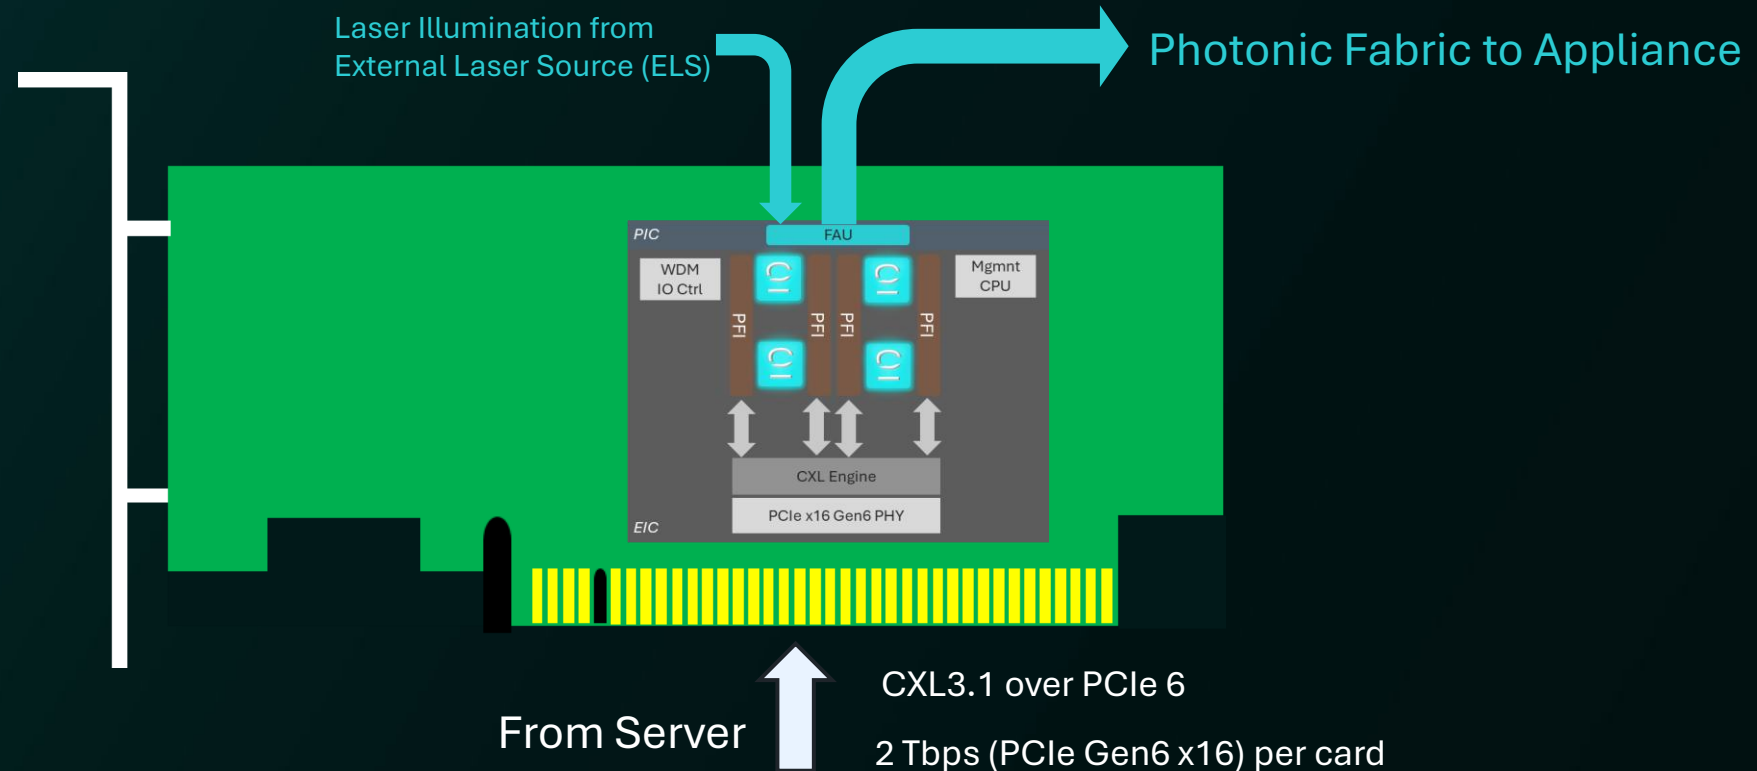 Laser Illumination from
External Laser Source (ELS)
Photonic Fabric to Appliance
PIC
FAU
WDM
IO Ctrl
Mgmnt
CPU
PFI
PFI
PFI
PFI
CXL Engine
PCIe x16 Gen6 PHY
EIC
From Server
CXL3.1 over PCIe 6
2 Tbps (PCIe Gen6 x16) per card